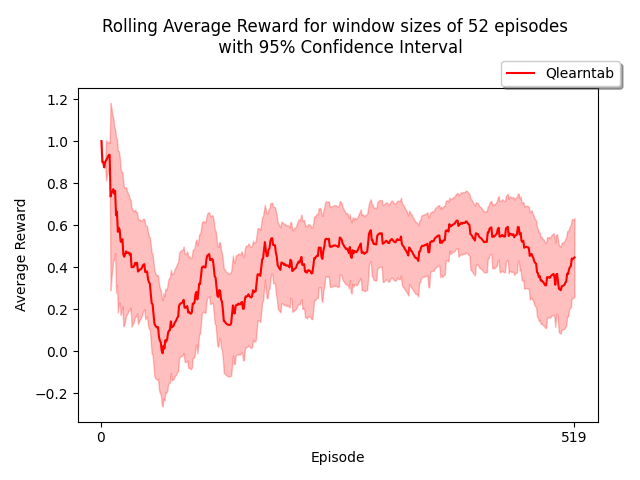 Rolling Average Reward for window sizes of 52 episodes
with 95% Confidence Interval
Qlearntab
1.2
1.0
0.8
0.6
0.4
0.2
0.0
−0.2
Average Reward
0
519
Episode